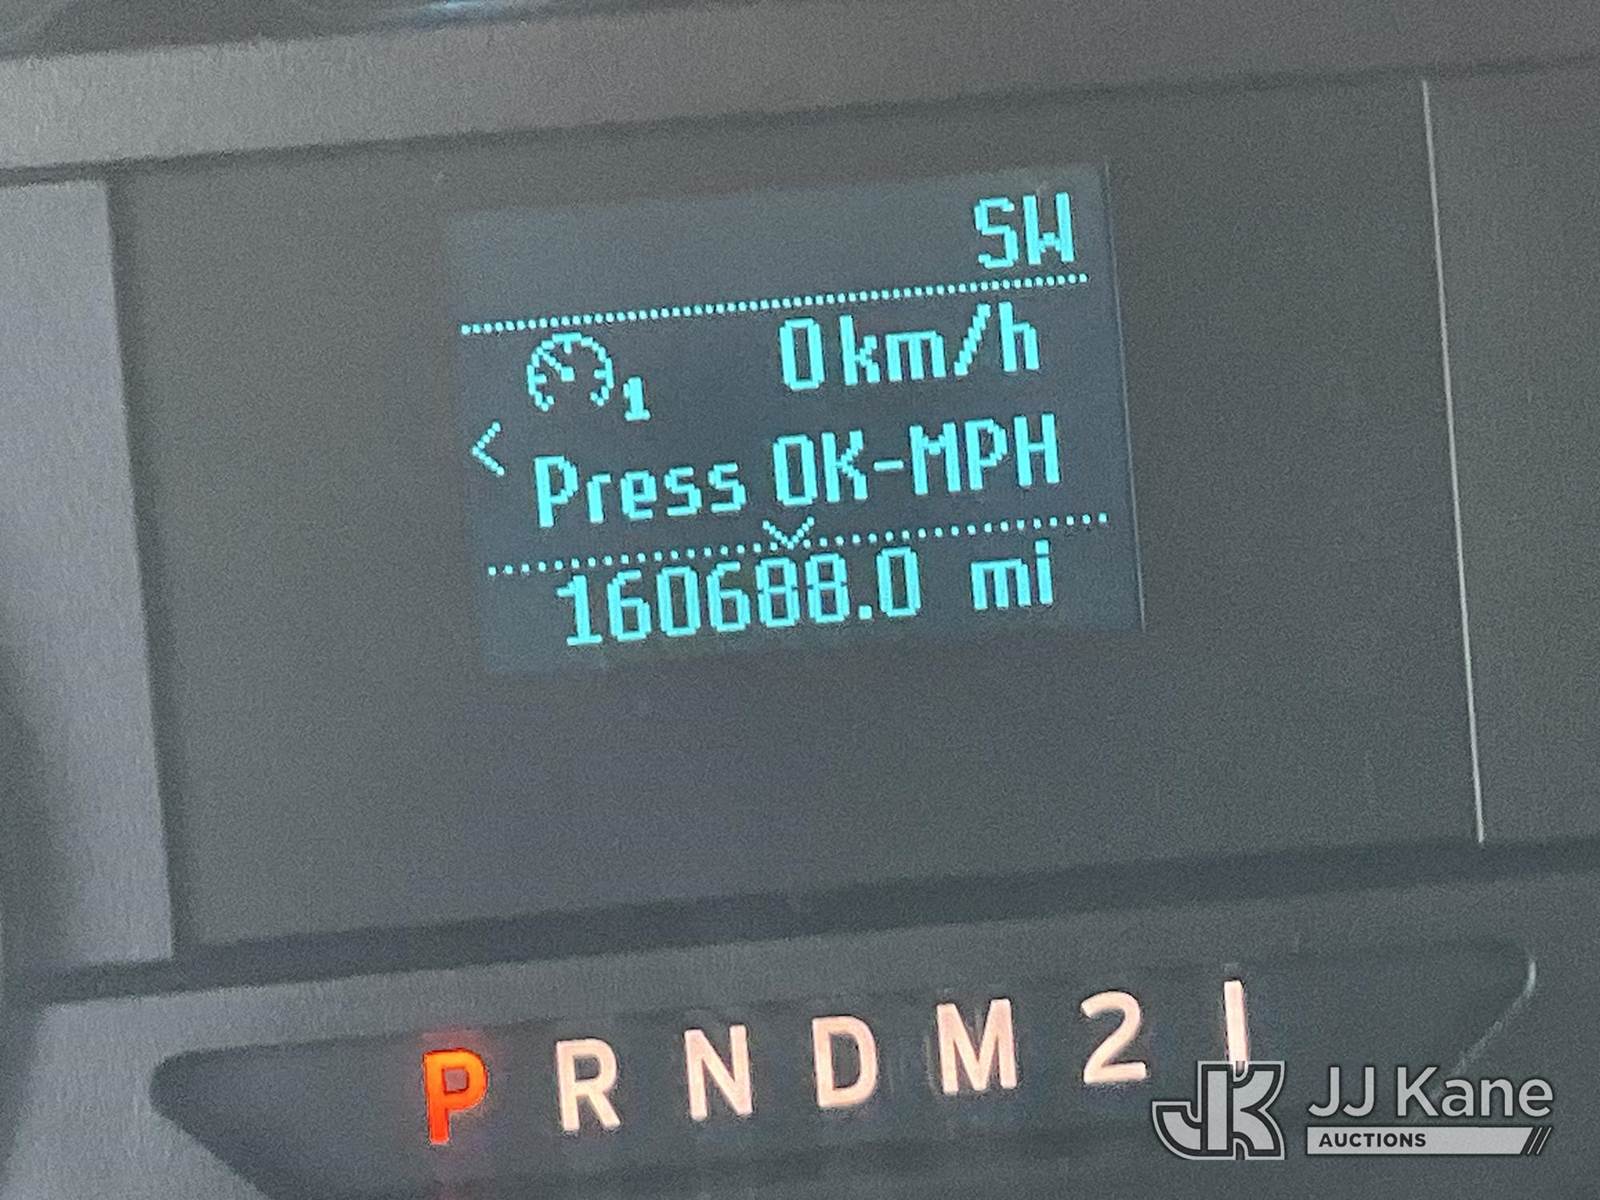 SW
0km/h
1
Press OK-MPH
160688.0 mi
P R N D M 2 1
JJ Kane
AUCTIONS